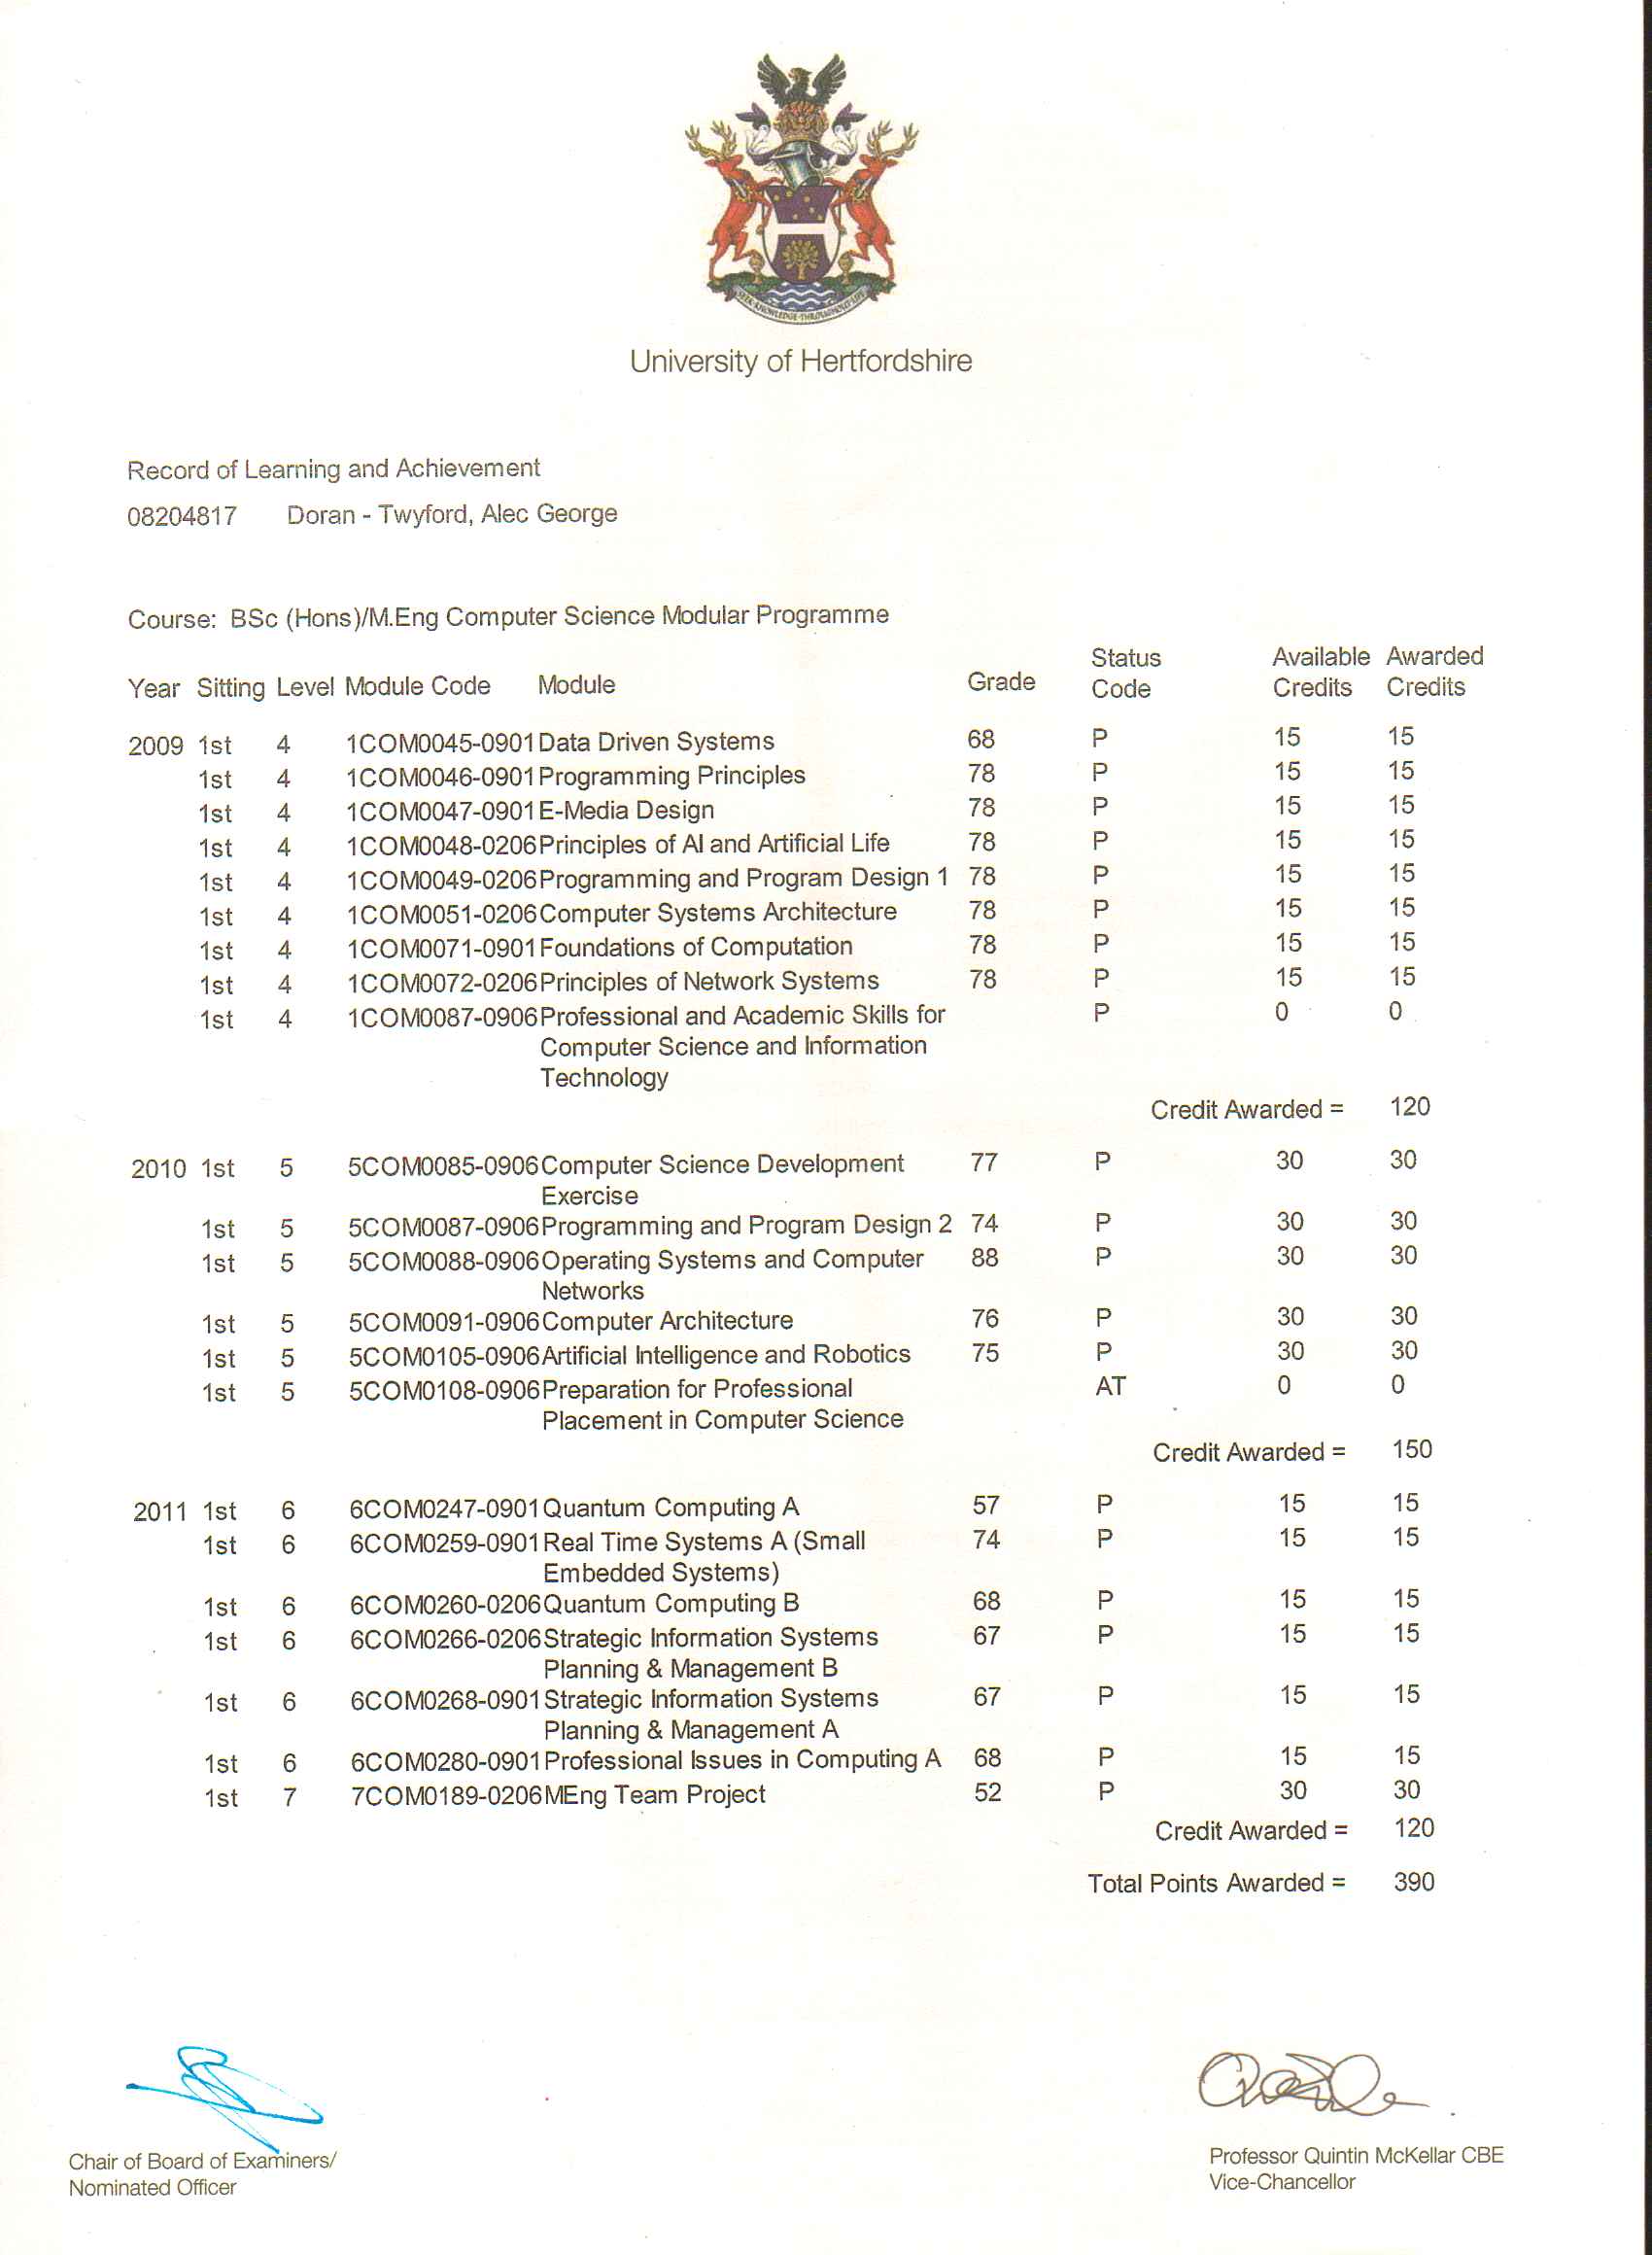 SEEK KNOWLEDGE THROUGHOUT LIFE
University of Hertfordshire
Record of Learning and Achievement
08204817 Doran - Twyford, Alec George
Course: BSc (Hons)/M.Eng Computer Science Modular Programme
Year Sitting Level Module Code Module Grade Status Code Available Credits Awarded Credits
2009 1st 4 1COM0045-0901 Data Driven Systems 68 P 15 15
1st 4 1COM0046-0901 Programming Principles 78 P 15 15
1st 4 1COM0047-0901 E-Media Design 78 P 15 15
1st 4 1COM0048-0206 Principles of AI and Artificial Life 78 P 15 15
1st 4 1COM0049-0206 Programming and Program Design 1 78 P 15 15
1st 4 1COM0051-0206 Computer Systems Architecture 78 P 15 15
1st 4 1COM0071-0901 Foundations of Computation 78 P 15 15
1st 4 1COM0072-0206 Principles of Network Systems 78 P 15 15
1st 4 1COM0087-0906 Professional and Academic Skills for P 0 0
Computer Science and Information
Technology
Credit Awarded = 120
2010 1st 5 5COM0085-0906 Computer Science Development 77 P 30 30
Exercise
1st 5 5COM0087-0906 Programming and Program Design 2 74 P 30 30
1st 5 5COM0088-0906 Operating Systems and Computer 88 P 30 30
Networks
1st 5 5COM0091-0906 Computer Architecture 76 P 30 30
1st 5 5COM0105-0906 Artificial Intelligence and Robotics 75 P 30 30
1st 5 5COM0108-0906 Preparation for Professional AT 0 0
Placement in Computer Science
Credit Awarded = 150
2011 1st 6 6COM0247-0901 Quantum Computing A 57 P 15 15
1st 6 6COM0259-0901 Real Time Systems A (Small 74 P 15 15
Embedded Systems)
1st 6 6COM0260-0206 Quantum Computing B 68 P 15 15
1st 6 6COM0266-0206 Strategic Information Systems 67 P 15 15
Planning & Management B
1st 6 6COM0268-0901 Strategic Information Systems 67 P 15 15
Planning & Management A
1st 6 6COM0280-0901 Professional Issues in Computing A 68 P 15 15
1st 7 7COM0189-0206 MEng Team Project 52 P 30 30
Credit Awarded = 120
Total Points Awarded = 390
Chair of Board of Examiners/
Nominated Officer
Professor Quintin McKellar CBE
Vice-Chancellor